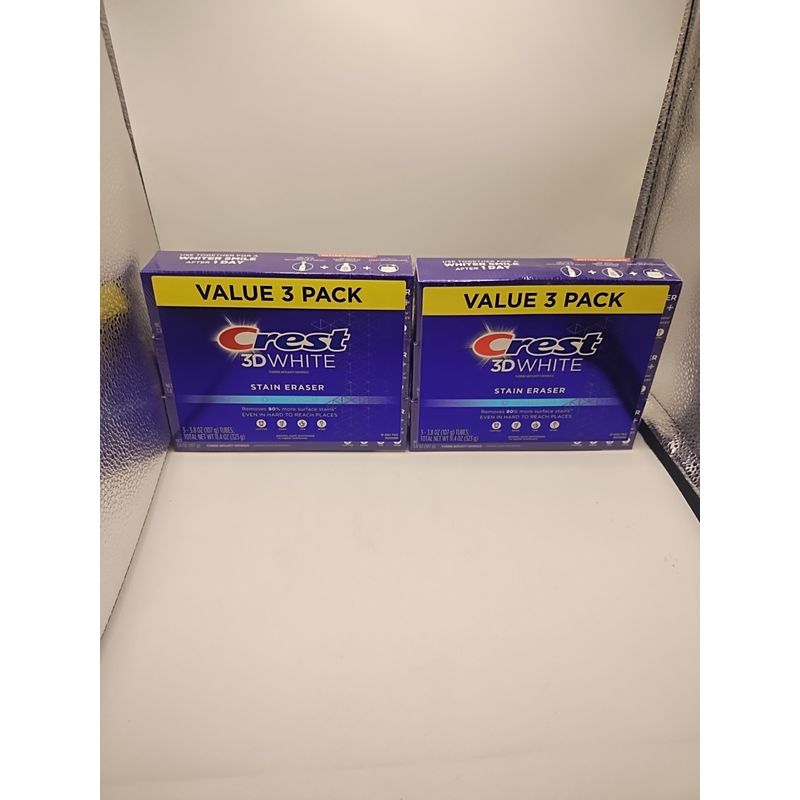 USE TOGETHER FOR A
WHITER SMILE
AFTER 1 DAY
VALUE 3 PACK
Crest
3D WHITE
STAIN ERASER
Removes 80% more surface stains*
EVEN IN HARD TO REACH PLACES
3 - 3.8 OZ (107 g) TUBES;
TOTAL NET WT 11.4 OZ (323 g)
USE TOGETHER FOR A
WHITER SMILE
AFTER 1 DAY
VALUE 3 PACK
Crest
3D WHITE
STAIN ERASER
Removes 80% more surface stains*
EVEN IN HARD TO REACH PLACES
3 - 3.8 OZ (107 g) TUBES;
TOTAL NET WT 11.4 OZ (323 g)